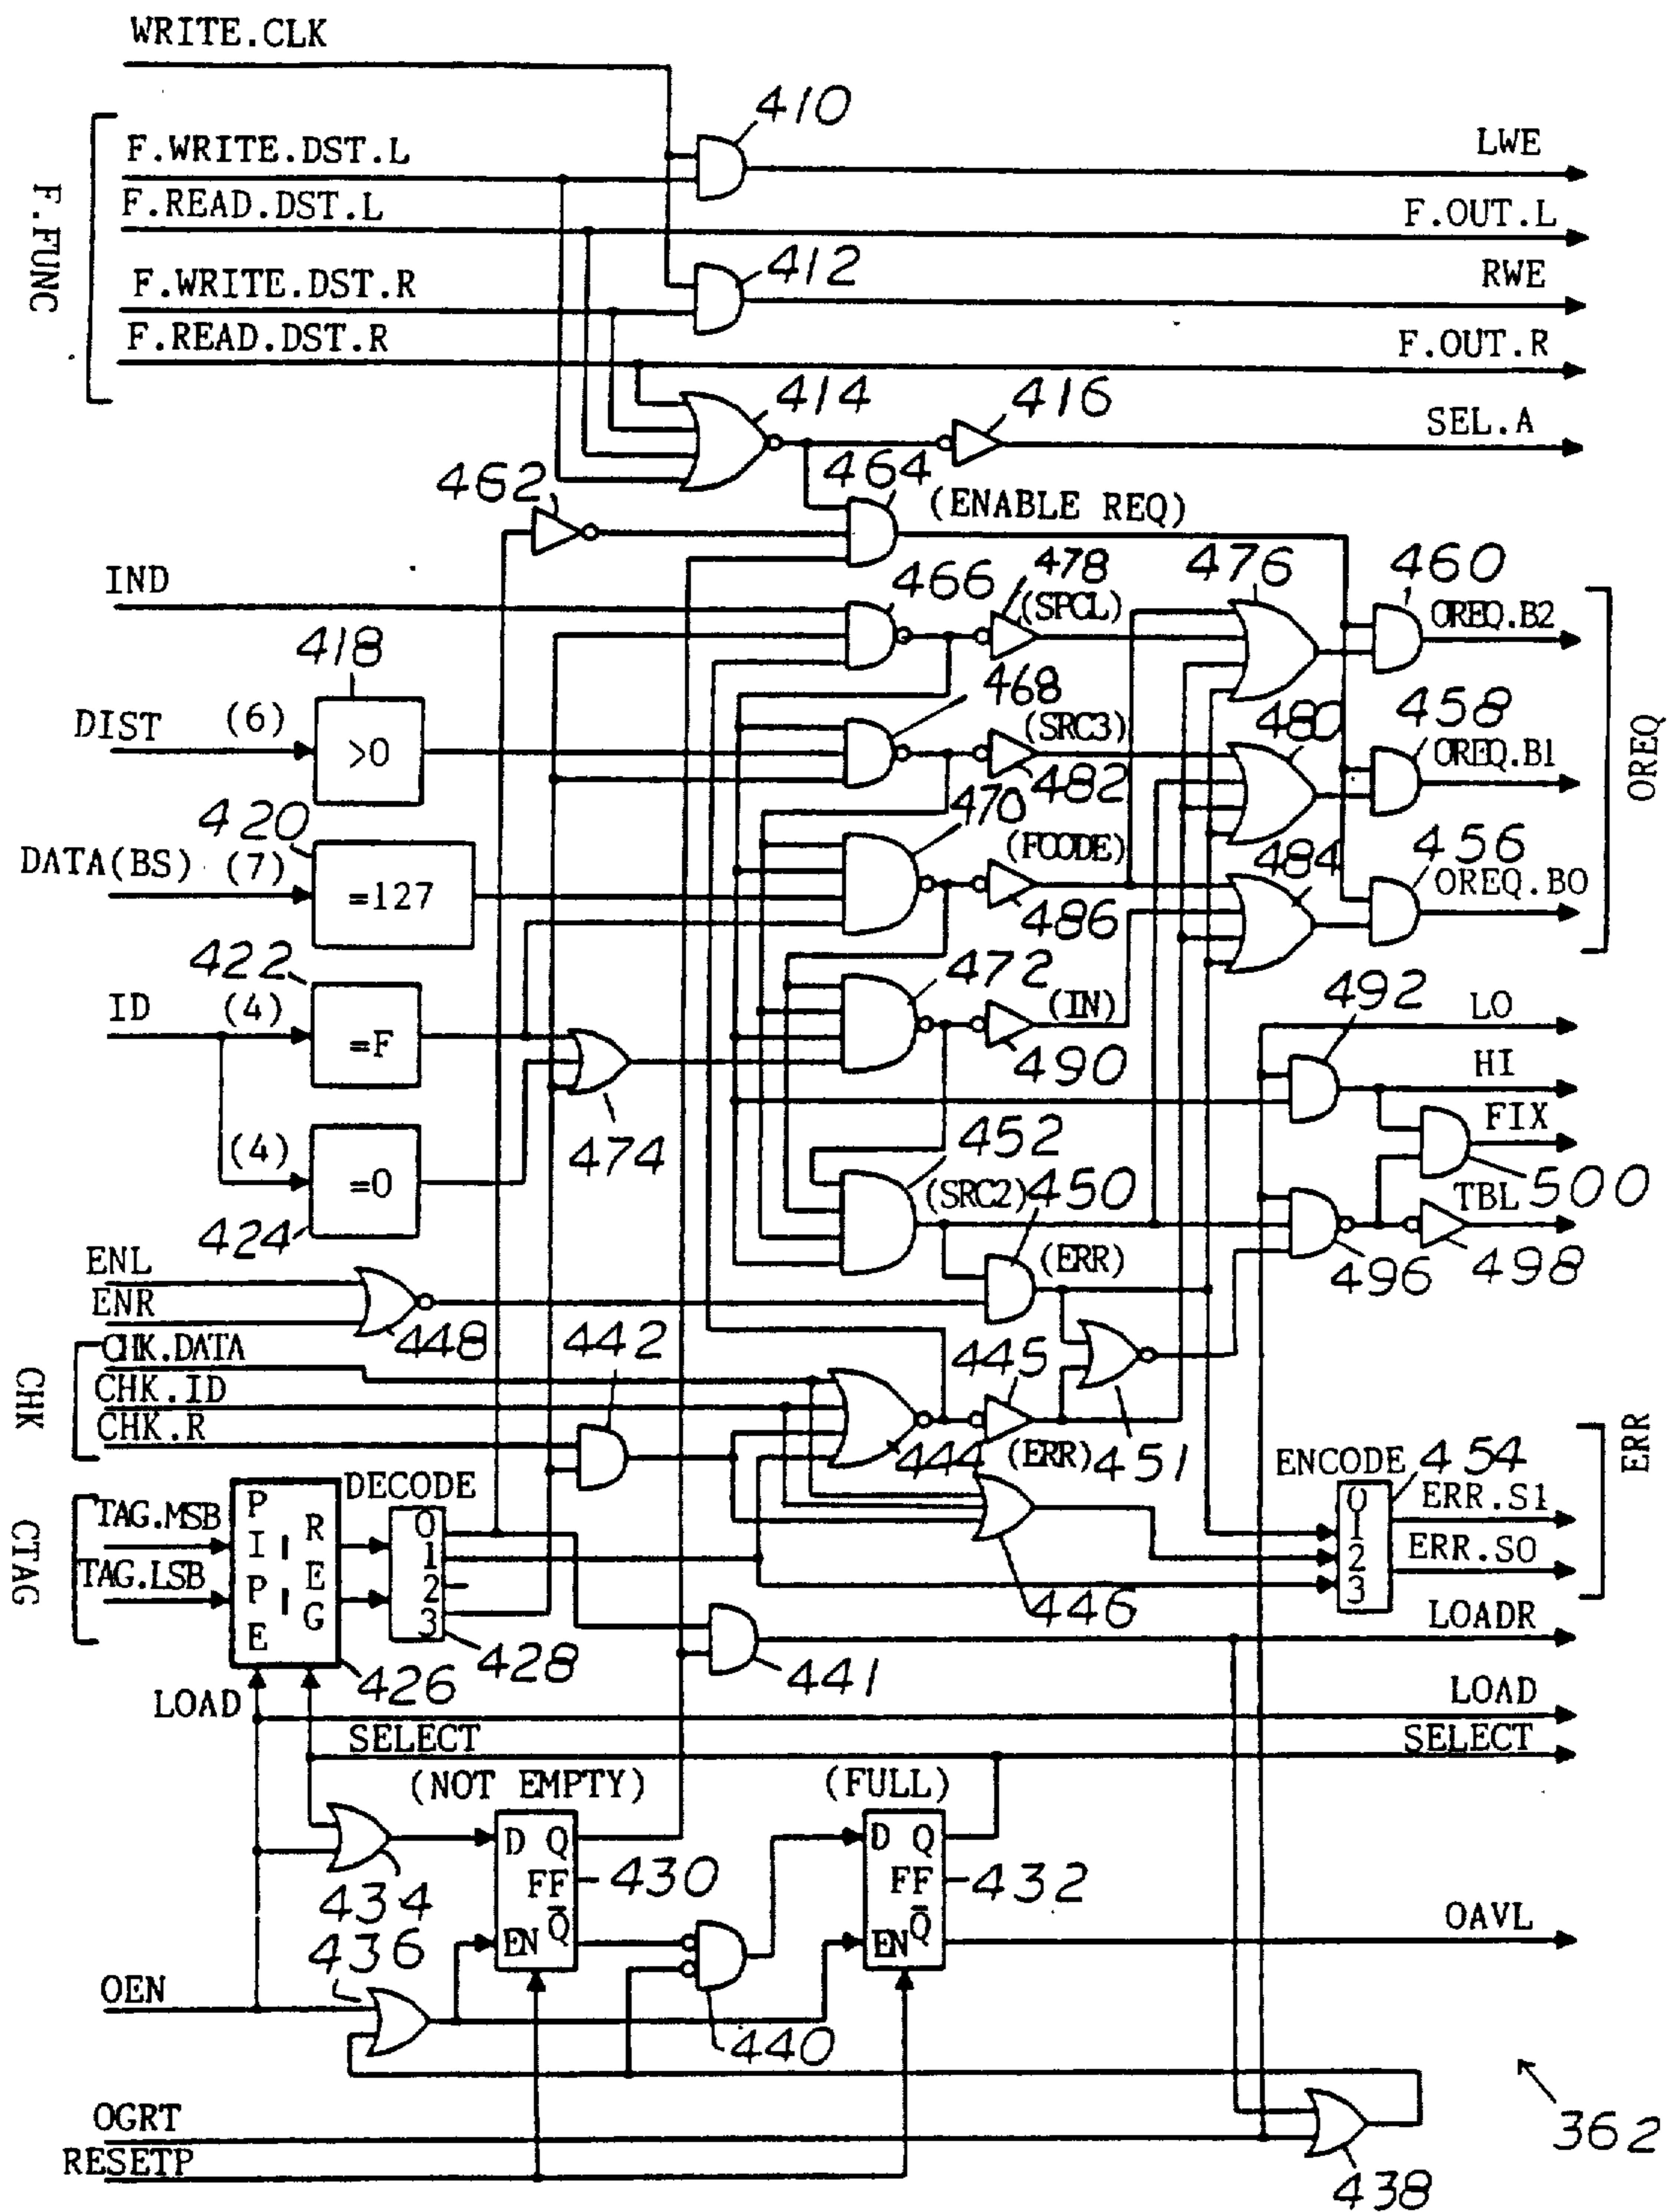 WRITE.CLK
410
F.WRITE.DST.L
LWE
F.READ.DST.L
F.OUT.L
F.FUNC
412
F.WRITE.DST.R
RWE
F.READ.DST.R
F.OUT.R
414
416
SEL.A
462
464
(ENABLE REQ)
IND
466
478
(SPCL)
476
460
OREQ.B2
418
DIST
(6)
>0
468
(SRC3)
482
480
458
OREQ.B1
OREQ
420
DATA(BS)
(7)
=127
470
(FCODE)
486
484
456
OREQ.B0
422
ID
(4)
=F
472
(IN)
490
492
LO
HI
FIX
(4)
=0
424
474
452
(SRC2)
450
(ERR)
TBL
500
496
498
ENL
ENR
448
442
CHK
CHK.DATA
CHK.ID
CHK.R
445
444
(ERR)
451
CTAG
TAG.MSB
TAG.LSB
PIPE
REG
DECODE
0
1
2
3
446
ENCODE
454
0
1
2
3
ERR.S1
ERR.S0
ERR
426
428
441
LOADR
LOAD
LOAD
SELECT
SELECT
(NOT EMPTY)
(FULL)
434
D Q
FF
430
EN Q̅
D Q
FF
432
EN Q̅
OAVL
436
OEN
440
OGRT
RESETP
438
362